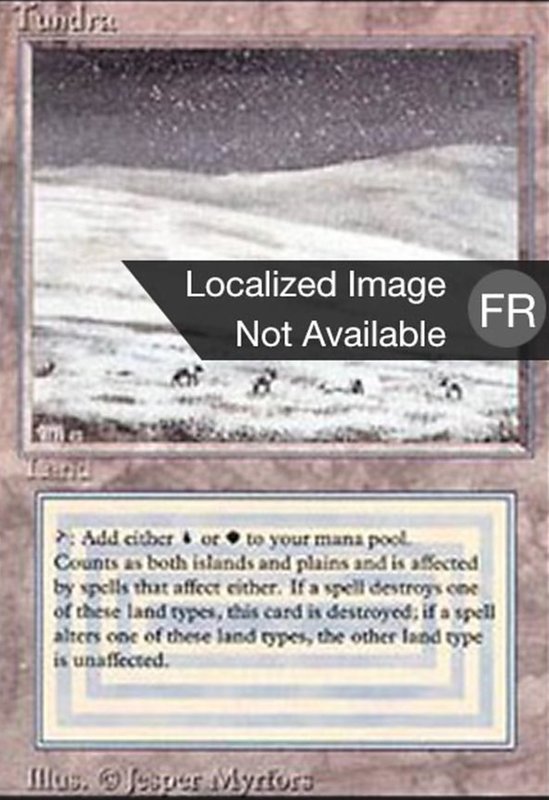 Tundra
Localized Image
Not Available
FR
Land
: Add either or to your mana pool.
Counts as both islands and plains and is affected
by spells that affect either. If a spell destroys one
of these land types, this card is destroyed; if a spell
alters one of these land types, the other land type
is unaffected.
Illus. © Jesper Myrfors